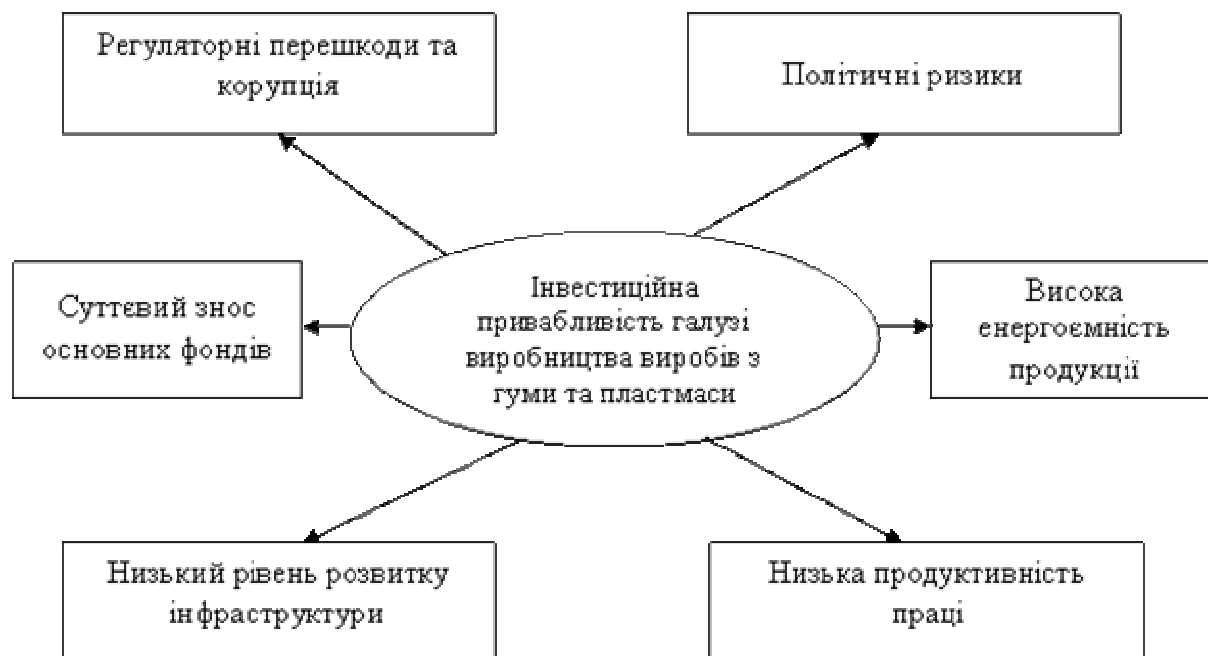 Регуляторні перешкоди та
корупція
Політичні ризики
Суттєвий знос
основних фондів
Інвестиційна
привабливість галузі
виробництва виробів з
гуми та пластмаси
Висока
енергоємність
продукції
Низький рівень розвитку
інфраструктури
Низька продуктивність
праці